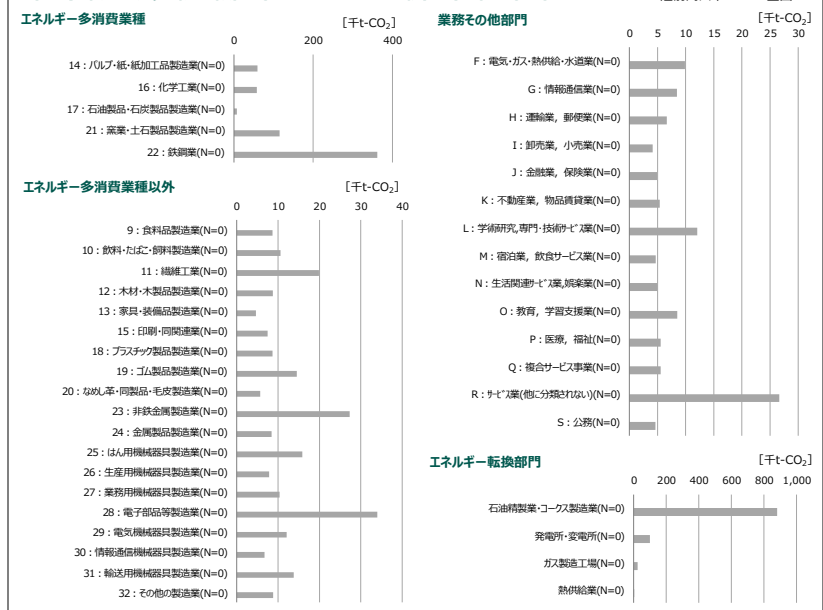 エネルギー多消費業種
[千t-CO₂]
0 200 400
14：パルプ・紙・紙加工品製造業(N=0)
16：化学工業(N=0)
17：石油製品・石炭製品製造業(N=0)
21：窯業・土石製品製造業(N=0)
22：鉄鋼業(N=0)
エネルギー多消費業種以外
[千t-CO₂]
0 10 20 30 40
9：食料品製造業(N=0)
10：飲料・たばこ・飼料製造業(N=0)
11：繊維工業(N=0)
12：木材・木製品製造業(N=0)
13：家具・装備品製造業(N=0)
15：印刷・同関連業(N=0)
18：プラスチック製品製造業(N=0)
19：ゴム製品製造業(N=0)
20：なめし革・同製品・毛皮製造業(N=0)
23：非鉄金属製造業(N=0)
24：金属製品製造業(N=0)
25：はん用機械器具製造業(N=0)
26：生産用機械器具製造業(N=0)
27：業務用機械器具製造業(N=0)
28：電子部品等製造業(N=0)
29：電気機械器具製造業(N=0)
30：情報通信機械器具製造業(N=0)
31：輸送用機械器具製造業(N=0)
32：その他の製造業(N=0)
業務その他部門
[千t-CO₂]
0 5 10 15 20 25 30
F：電気・ガス・熱供給・水道業(N=0)
G：情報通信業(N=0)
H：運輸業，郵便業(N=0)
I：卸売業，小売業(N=0)
J：金融業，保険業(N=0)
K：不動産業，物品賃貸業(N=0)
L：学術研究,専門・技術ｻｰﾋﾞｽ業(N=0)
M：宿泊業，飲食サービス業(N=0)
N：生活関連ｻｰﾋﾞｽ業,娯楽業(N=0)
O：教育，学習支援業(N=0)
P：医療，福祉(N=0)
Q：複合サービス事業(N=0)
R：ｻｰﾋﾞｽ業(他に分類されない)(N=0)
S：公務(N=0)
エネルギー転換部門
[千t-CO₂]
0 200 400 600 800 1,000
石油精製業・コークス製造業(N=0)
発電所・変電所(N=0)
ガス製造工場(N=0)
熱供給業(N=0)